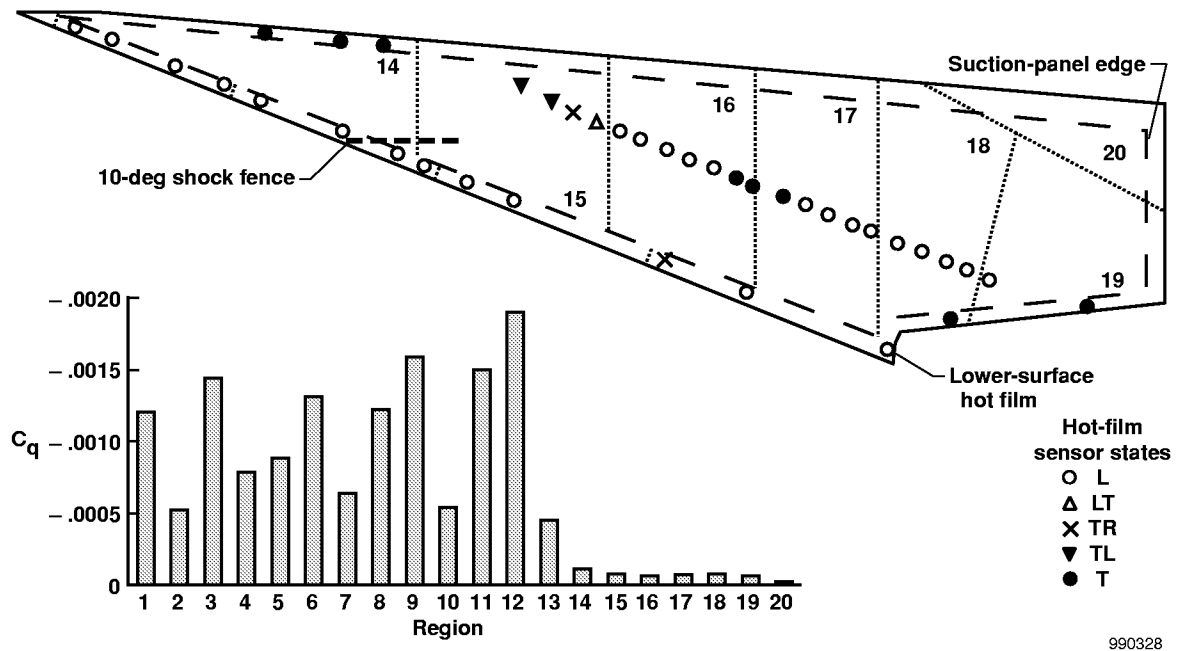 Suction-panel edge
14
16
17
18
20
10-deg shock fence
15
19
Lower-surface
hot film
Hot-film
sensor states
L
LT
TR
TL
T
– .0020
– .0015
– .0010
– .0005
0
Cq
1 2 3 4 5 6 7 8 9 10 11 12 13 14 15 16 17 18 19 20
Region
990328